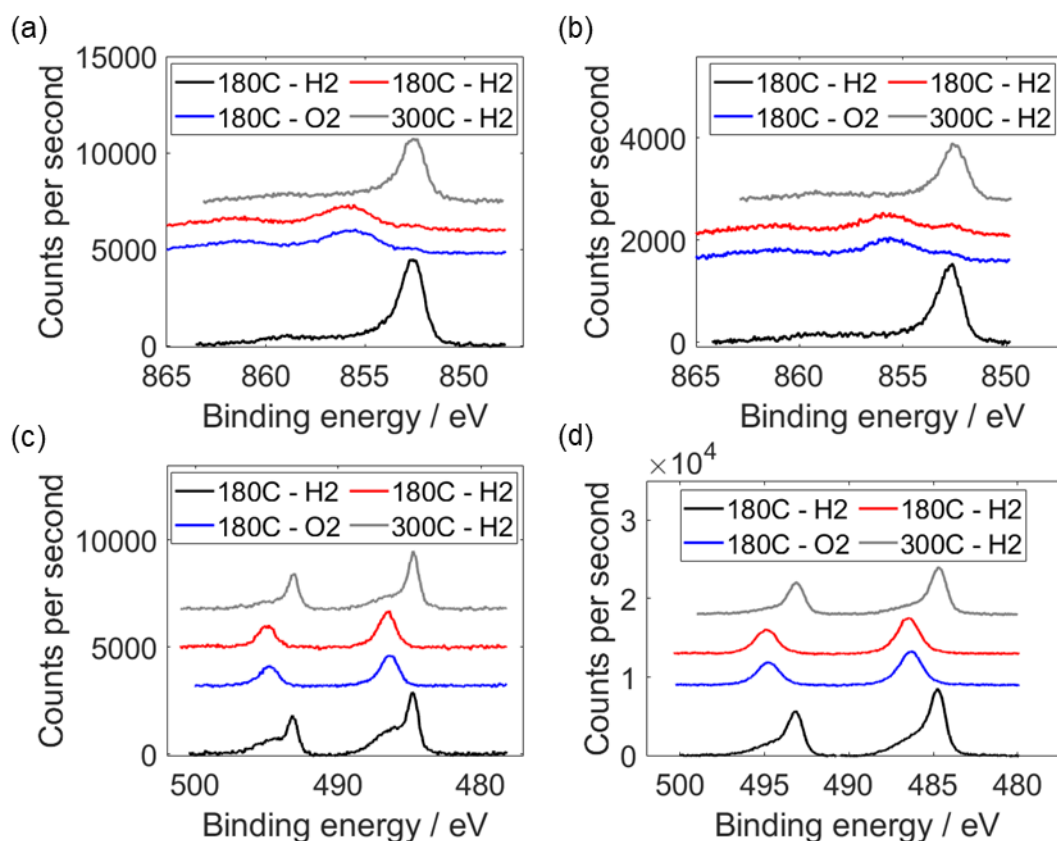 (a)
15000
10000
5000
0
Counts per second
180C - H2 180C - H2
180C - O2 300C - H2
865 860 855 850
Binding energy / eV
(b)
4000
2000
0
Counts per second
180C - H2 180C - H2
180C - O2 300C - H2
865 860 855 850
Binding energy / eV
(c)
10000
5000
0
Counts per second
180C - H2 180C - H2
180C - O2 300C - H2
500 490 480
Binding energy / eV
(d)
×10⁴
3
2
1
0
Counts per second
180C - H2 180C - H2
180C - O2 300C - H2
500 495 490 485 480
Binding energy / eV